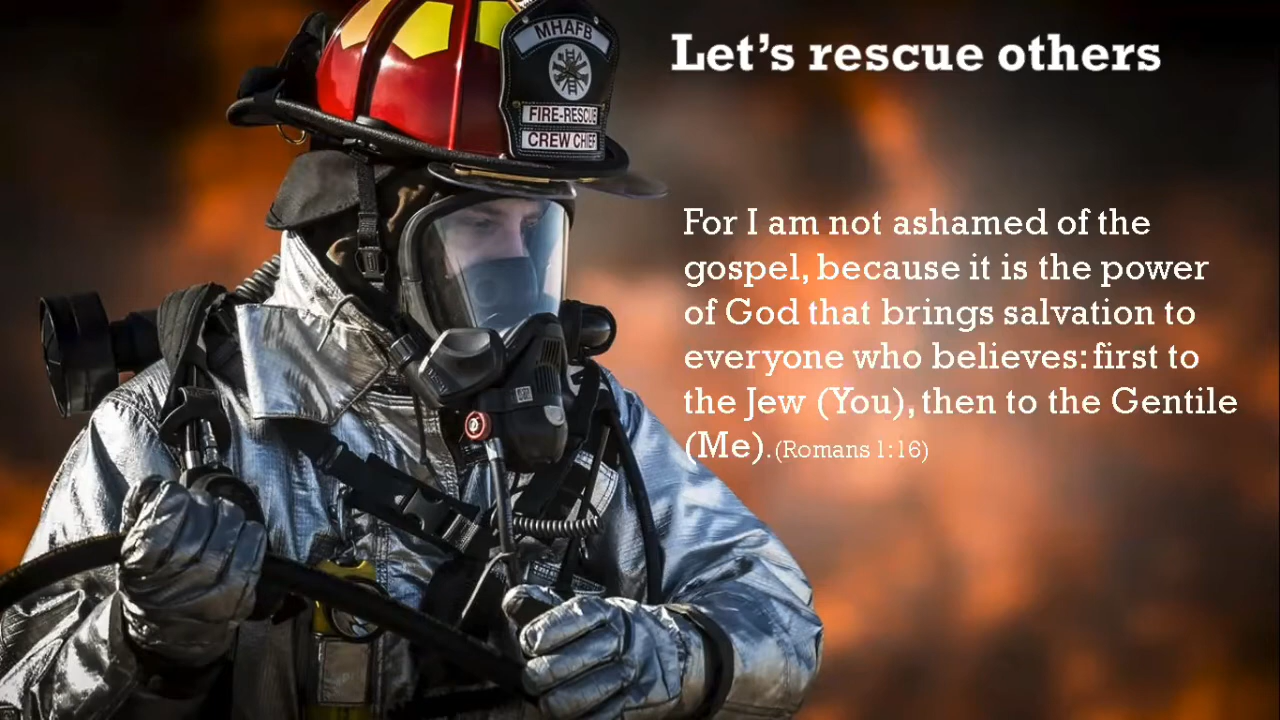 MHAFB
FIRE-RESCUE
CREW CHIEF
Let's rescue others
For I am not ashamed of the
gospel, because it is the power
of God that brings salvation to
everyone who believes: first to
the Jew (You), then to the Gentile
(Me). (Romans 1:16)